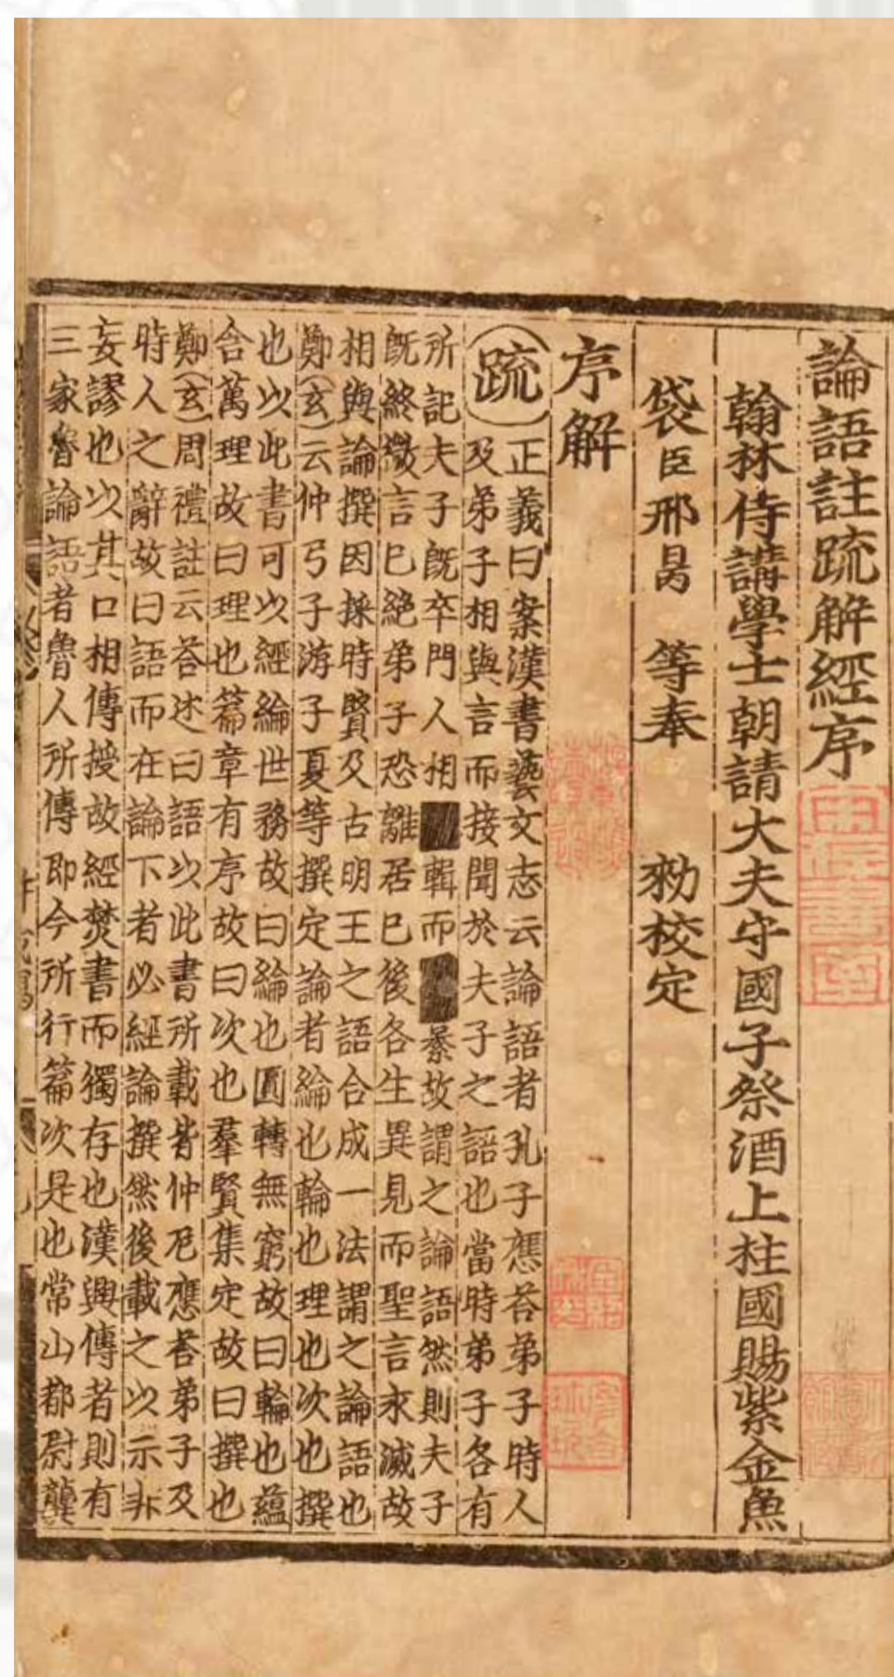 論語註疏解經序
翰林侍講學士朝請大夫守國子祭酒上柱國賜紫金魚
袋臣邢昺 等奉 勑校定
序解
疏 正義曰案漢書藝文志云論語者孔子應荅弟子時人
及弟子相與言而接聞於夫子之語也當時弟子各有
所記夫子旣卒門人相 輯而 纂故謂之論語然則夫子
旣終微言已絶弟子恐離居已後各生異見而聖言永滅故
相與論撰因採時賢及古明王之語合成一法謂之論語也
鄭玄云仲弓子游子夏等撰定論者綸也輪也理也次也撰
也以此書可以經綸世務故曰綸也圓轉無窮故曰輪也蘊
含萬理故曰理也篇章有序故曰次也羣賢集定故曰撰也
鄭玄周禮註云荅述曰語以此書所載皆仲尼應荅弟子及
時人之辭故曰語而在論下者必經論撰然後載之以示非
妄謬也以其口相傳授故經焚書而獨存也漢興傳者則有
三家魯論語者魯人所傳即今所行篇次是也常山都尉龔